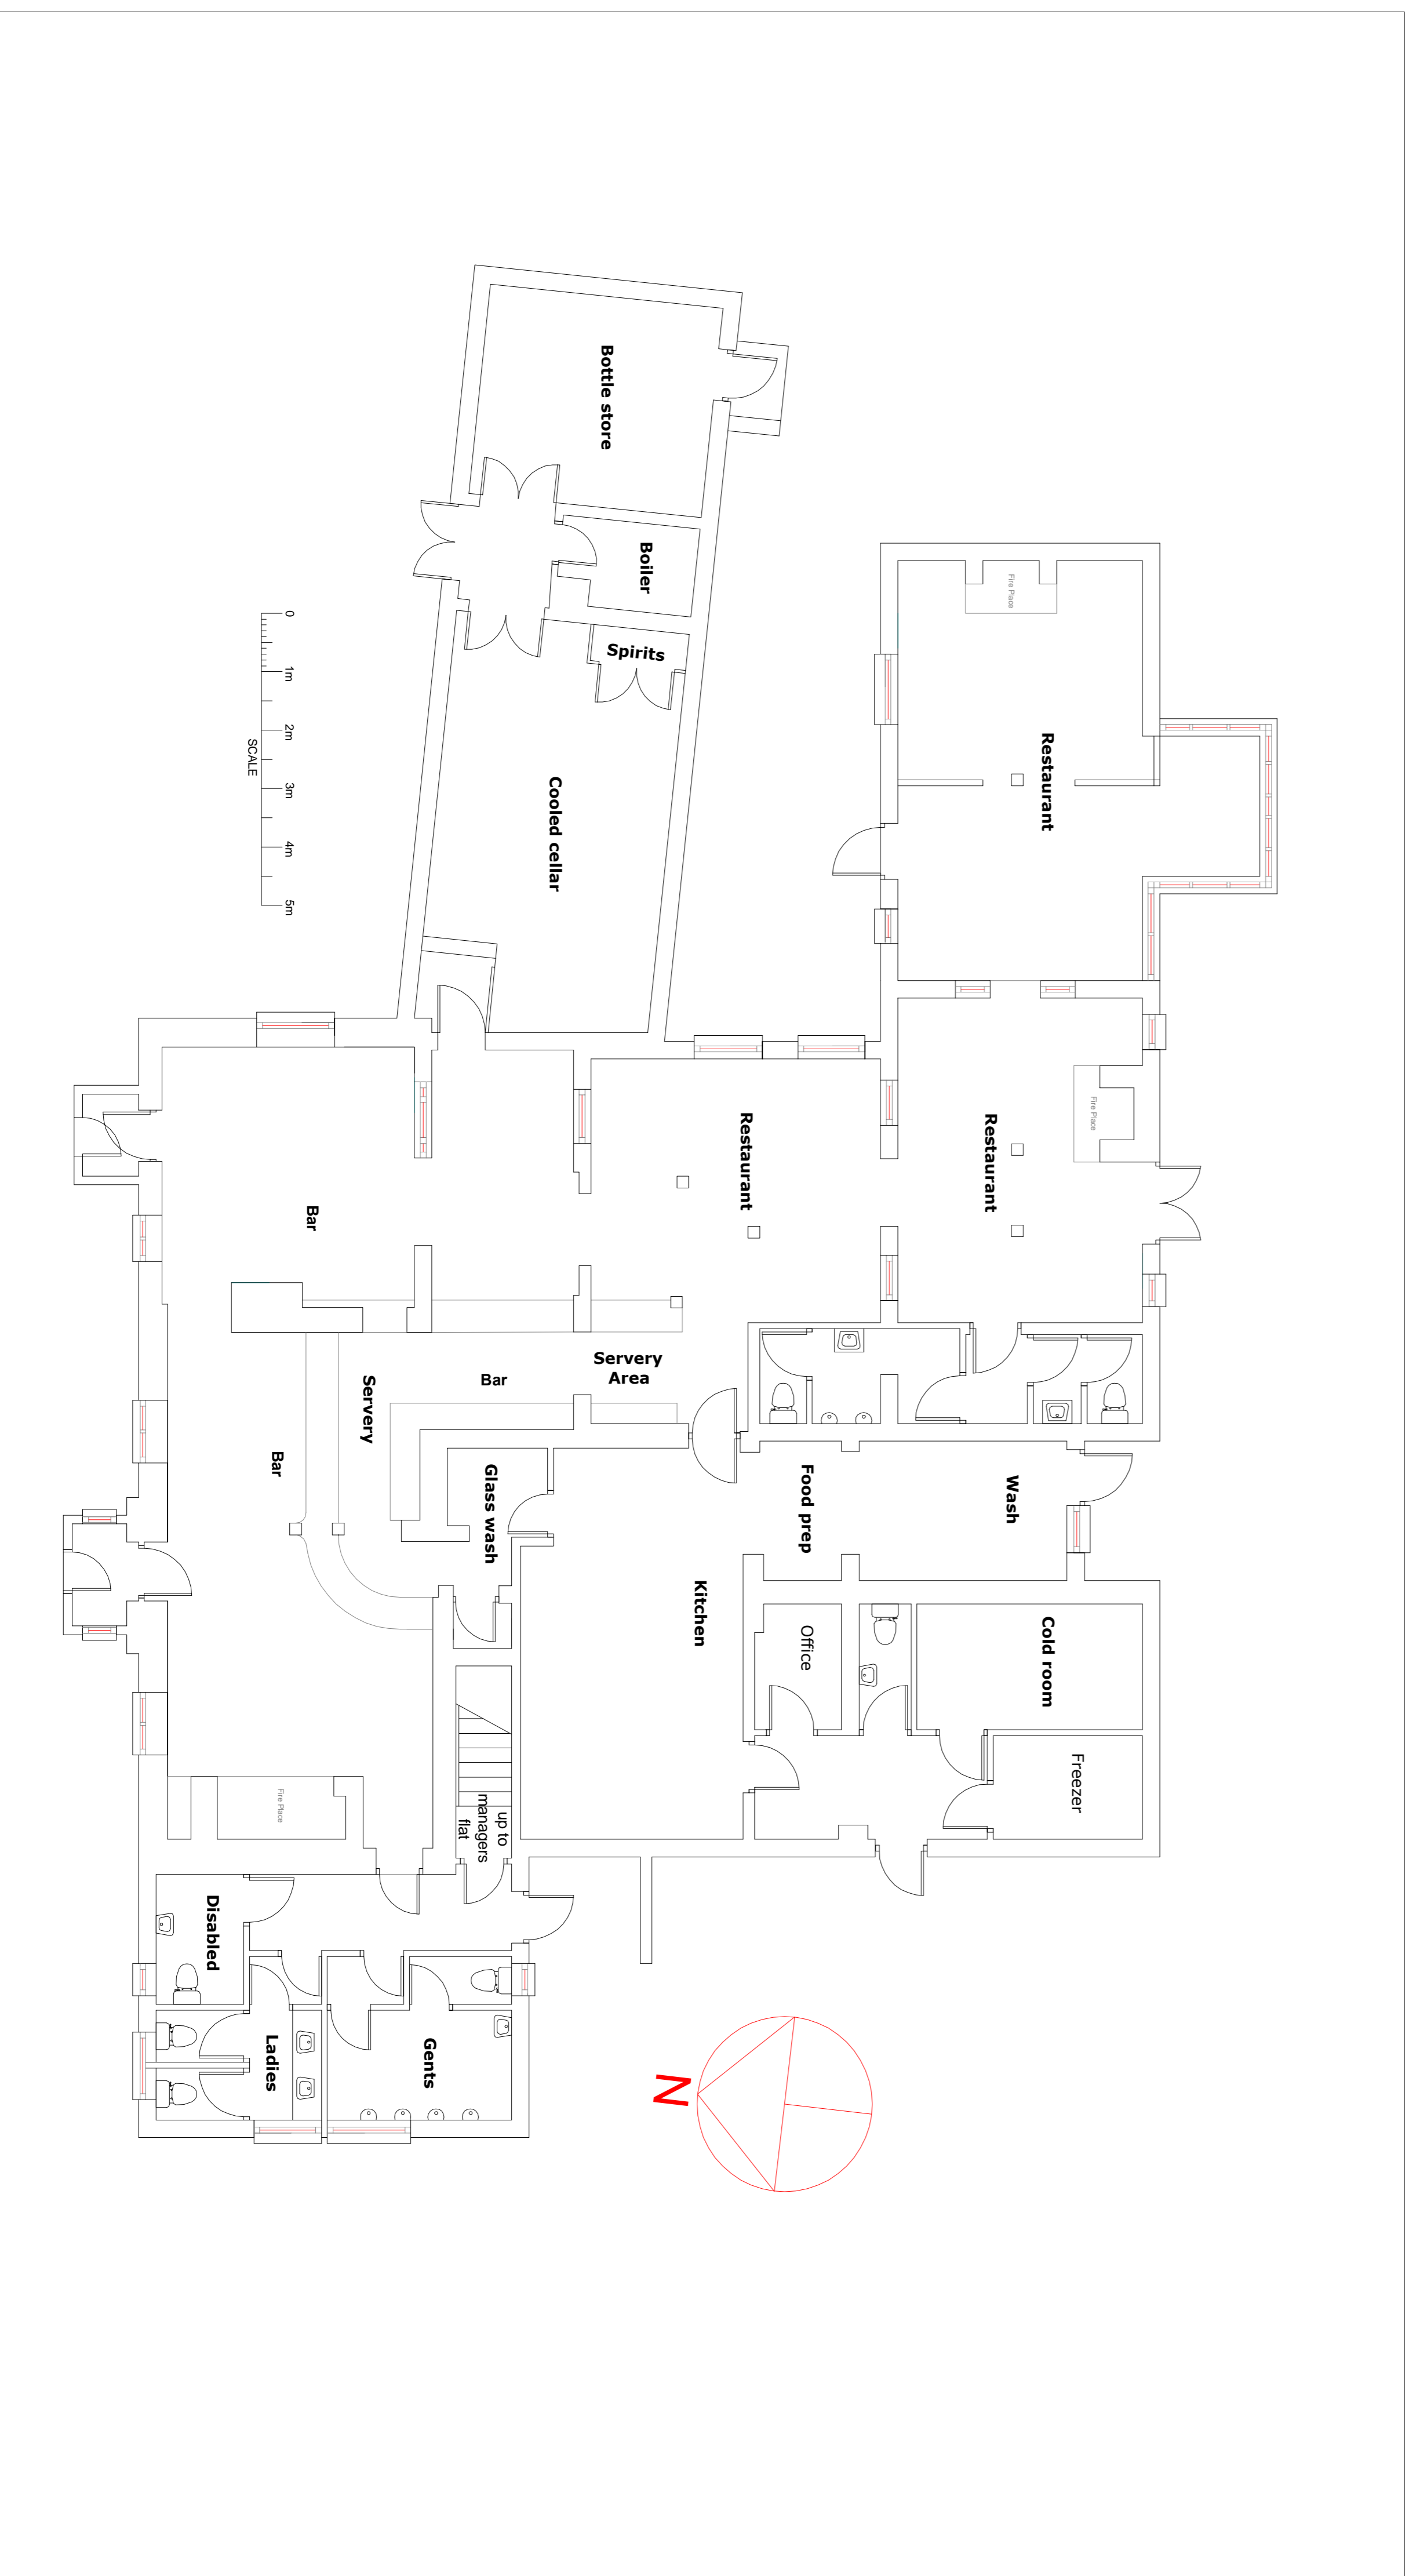 Bottle store
Boiler
Spirits
Cooled cellar
Fire Place
Restaurant
0
1m
2m
3m
4m
5m
SCALE
Restaurant
Restaurant
Fire Place
Bar
Servery
Area
Bar
Servery
Bar
Glass wash
Food prep
Wash
Kitchen
Office
Cold room
Freezer
Fire Place
up to
managers
flat
Disabled
Ladies
Gents
N